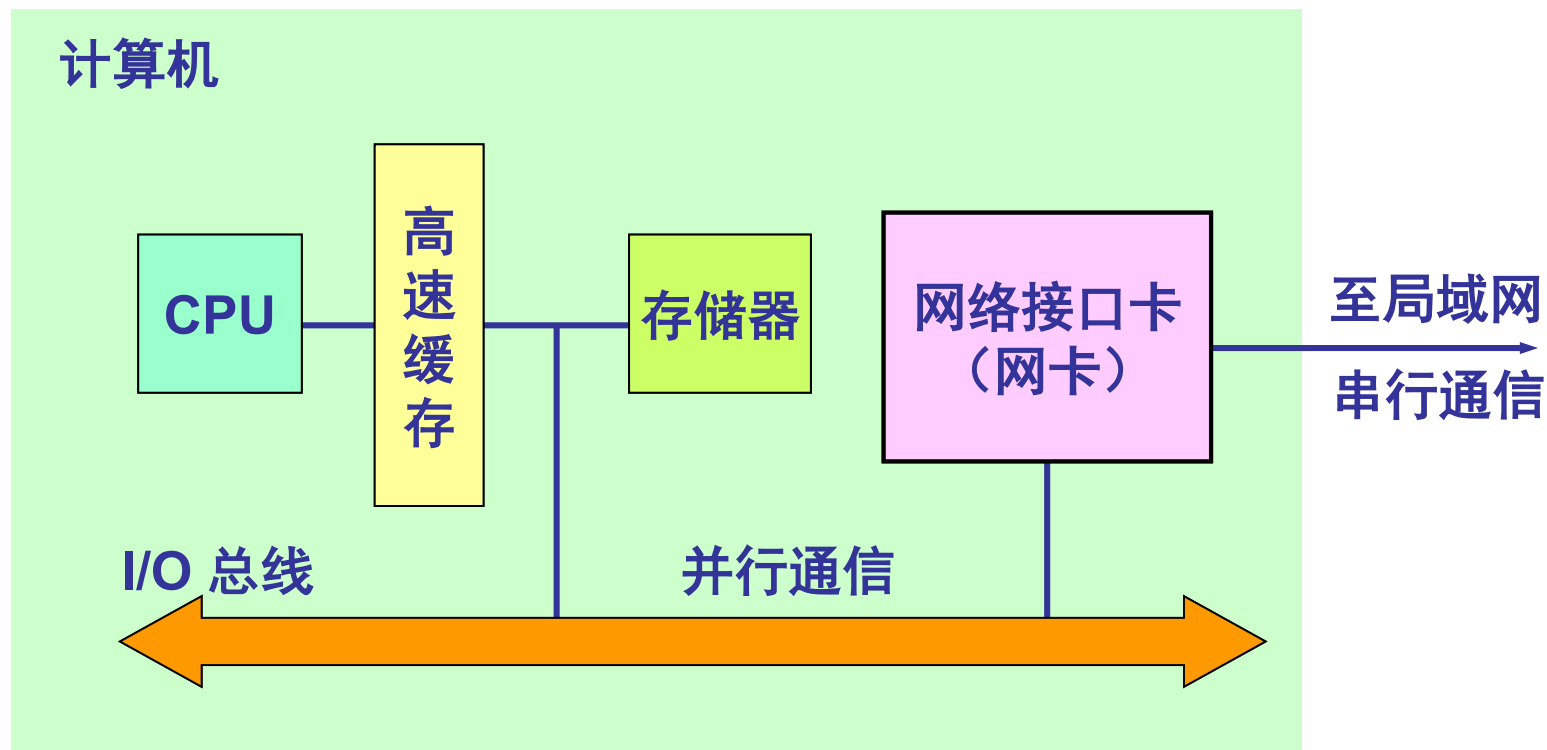 计算机
CPU
高速缓存
存储器
网络接口卡
（网卡）
至局域网
串行通信
I/O 总线
并行通信